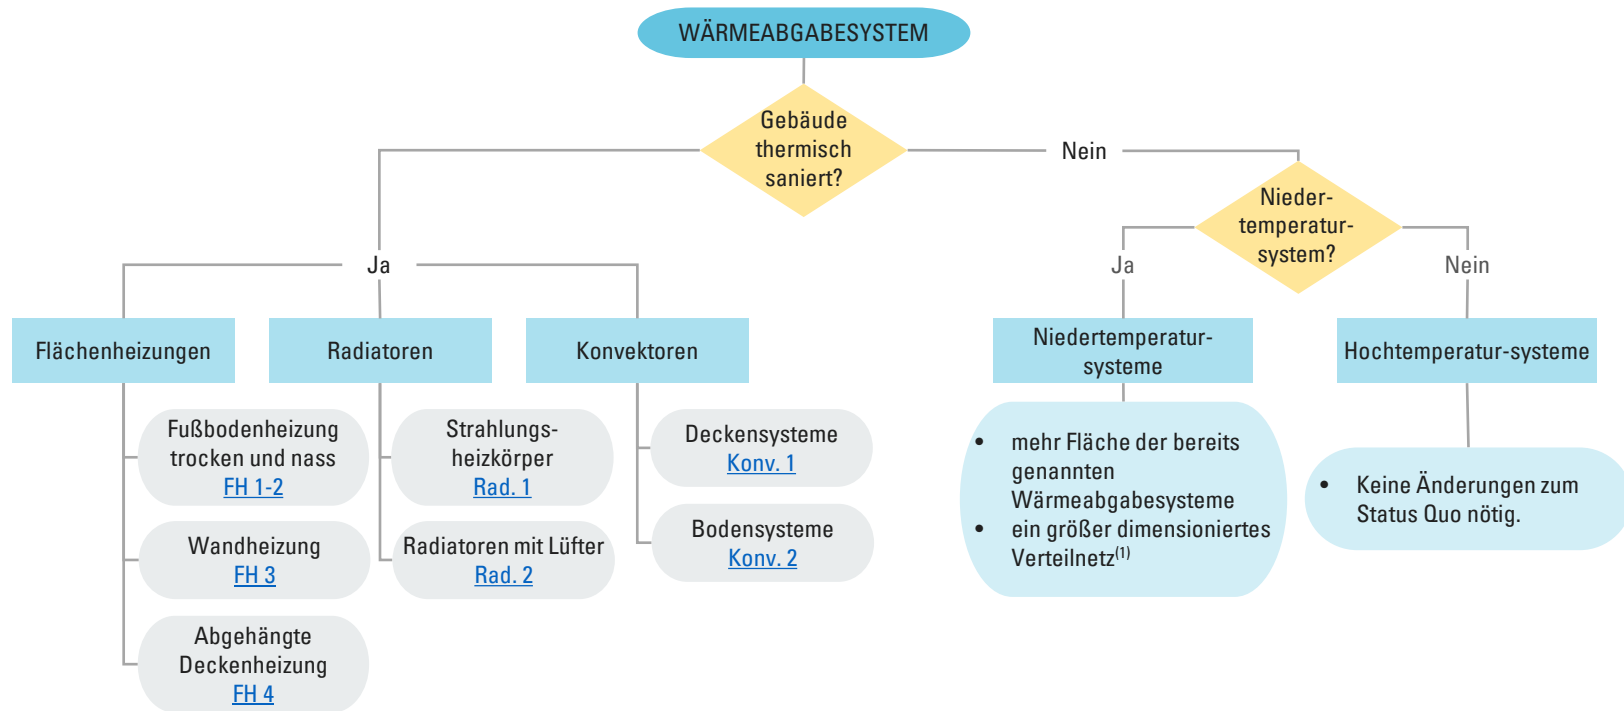 WÄRMEABGABESYSTEM
Gebäude
thermisch
saniert?
Nein
Nieder-
temperatur-
system?
Ja
Ja
Nein
Flächenheizungen
Radiatoren
Konvektoren
Niedertemperatur-
systeme
Hochtemperatur-systeme
Fußbodenheizung
trocken und nass
FH 1-2
Wandheizung
FH 3
Abgehängte
Deckenheizung
FH 4
Strahlungs-
heizkörper
Rad. 1
Radiatoren mit Lüfter
Rad. 2
Deckensysteme
Konv. 1
Bodensysteme
Konv. 2
• mehr Fläche der bereits
genannten
Wärmeabgabesysteme
• ein größer dimensioniertes
Verteilnetz(1)
• Keine Änderungen zum
Status Quo nötig.